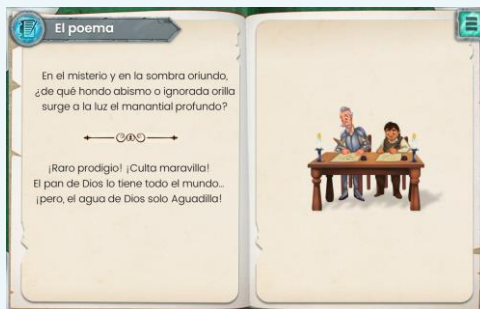 El poema
En el misterio y en la sombra oriundo,
¿de qué hondo abismo o ignorada orilla
surge a la luz el manantial profundo?
¡Raro prodigio! ¡Culta maravilla!
El pan de Dios lo tiene todo el mundo...
¡pero, el agua de Dios solo Aguadilla!